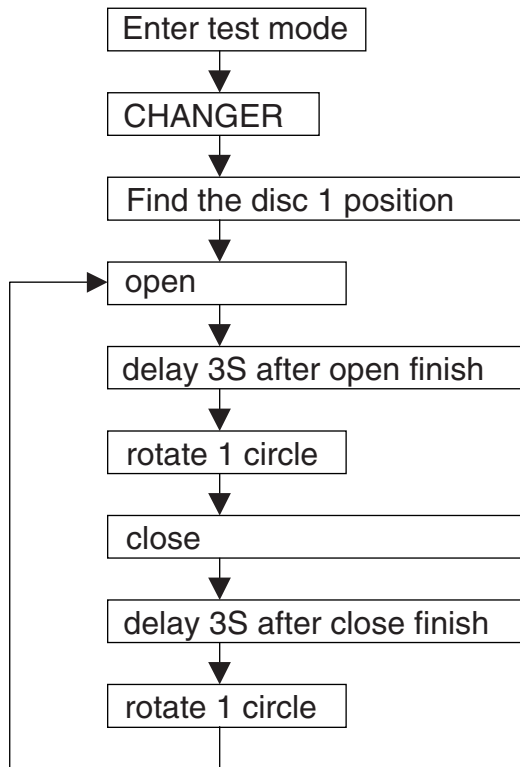 Enter test mode
CHANGER
Find the disc 1 position
open
delay 3S after open finish
rotate 1 circle
close
delay 3S after close finish
rotate 1 circle